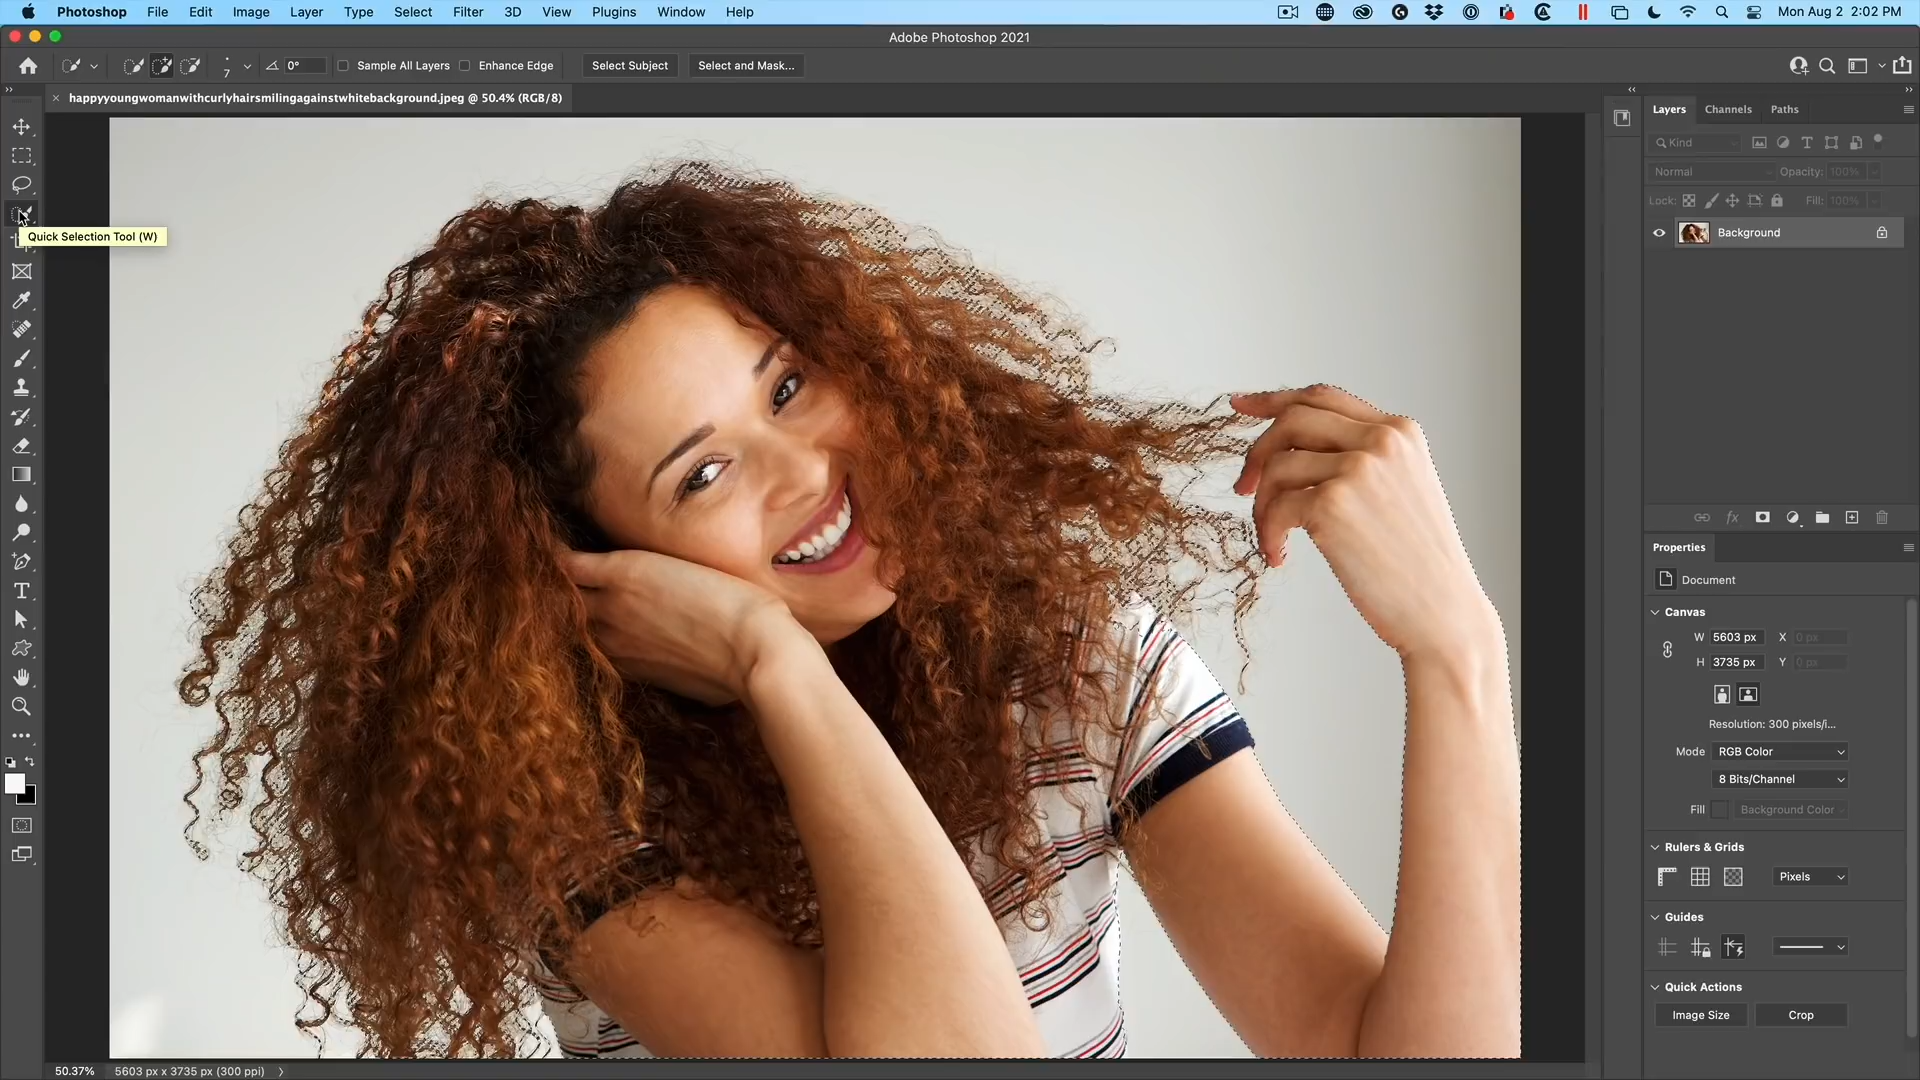 Photoshop File Edit Image Layer Type Select Filter 3D View Plugins Window Help Mon Aug 2 2:02 PM
Adobe Photoshop 2021
7 0° Sample All Layers Enhance Edge Select Subject Select and Mask...
happyyoungwomanwithcurlyhairsmilingagainstwhitebackground.jpeg @ 50.4% (RGB/8)
Layers Channels Paths
Kind
Normal Opacity: 100%
Lock: Fill: 100%
Background
Quick Selection Tool (W)
Properties
Document
Canvas
W 5603 px X 0 px
H 3735 px Y 0 px
Resolution: 300 pixels/i...
Mode RGB Color
8 Bits/Channel
Fill Background Color
Rulers & Grids
Pixels
Guides
Quick Actions
Image Size Crop
50.37% 5603 px x 3735 px (300 ppi)